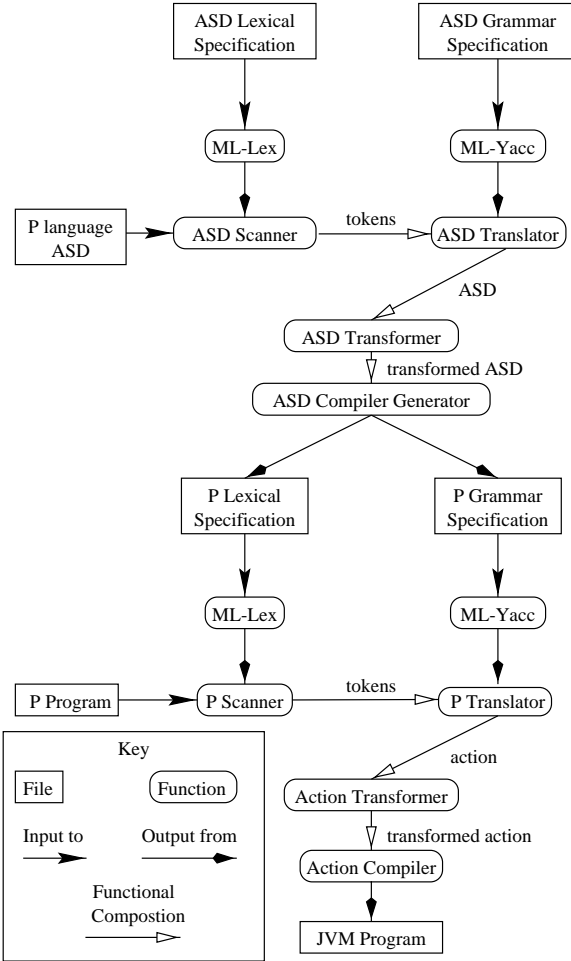 ASD Lexical
Specification
ASD Grammar
Specification
ML-Lex
ML-Yacc
P language
ASD
ASD Scanner
tokens
ASD Translator
ASD
ASD Transformer
transformed ASD
ASD Compiler Generator
P Lexical
Specification
P Grammar
Specification
ML-Lex
ML-Yacc
P Program
P Scanner
tokens
P Translator
action
Action Transformer
transformed action
Action Compiler
JVM Program
Key
File
Function
Input to
Output from
Functional
Compostion